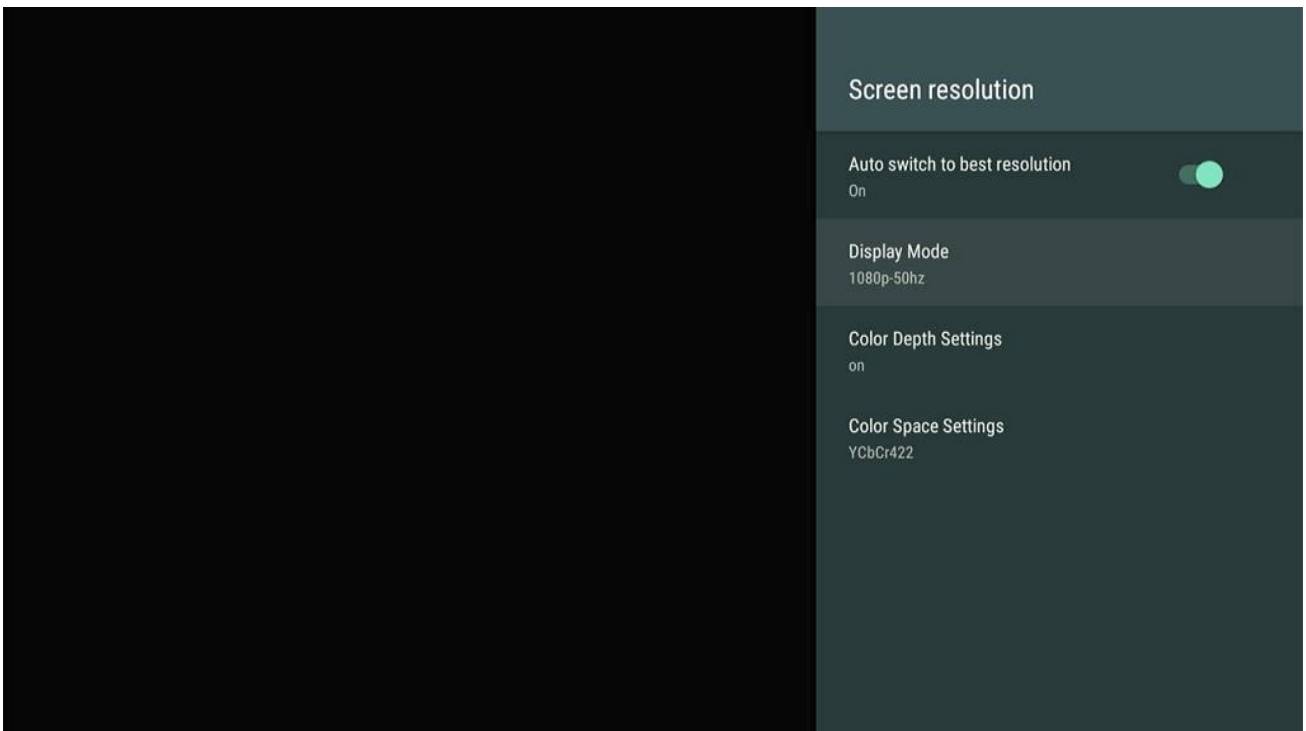 Screen resolution
Auto switch to best resolution
On
Display Mode
1080p-50hz
Color Depth Settings
on
Color Space Settings
YCbCr422